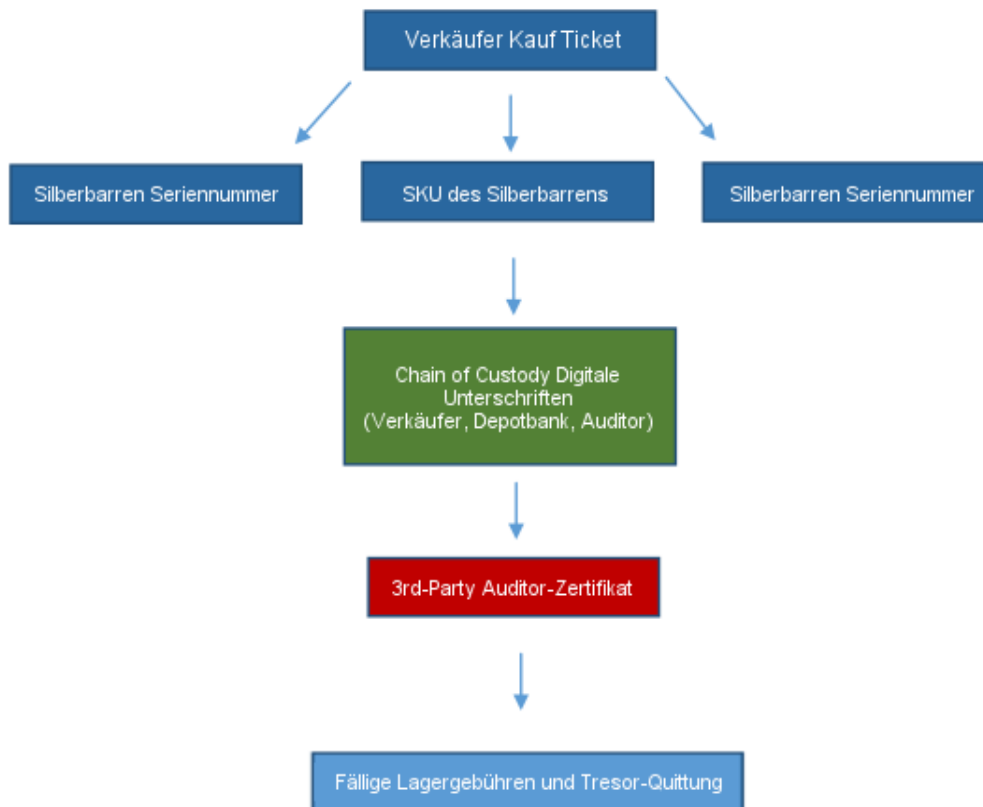 Verkäufer Kauf Ticket
Silberbarren Seriennummer
SKU des Silberbarrens
Silberbarren Seriennummer
Chain of Custody Digitale
Unterschriften
(Verkäufer, Depotbank, Auditor)
3rd-Party Auditor-Zertifikat
Fällige Lagergebühren und Tresor-Quittung